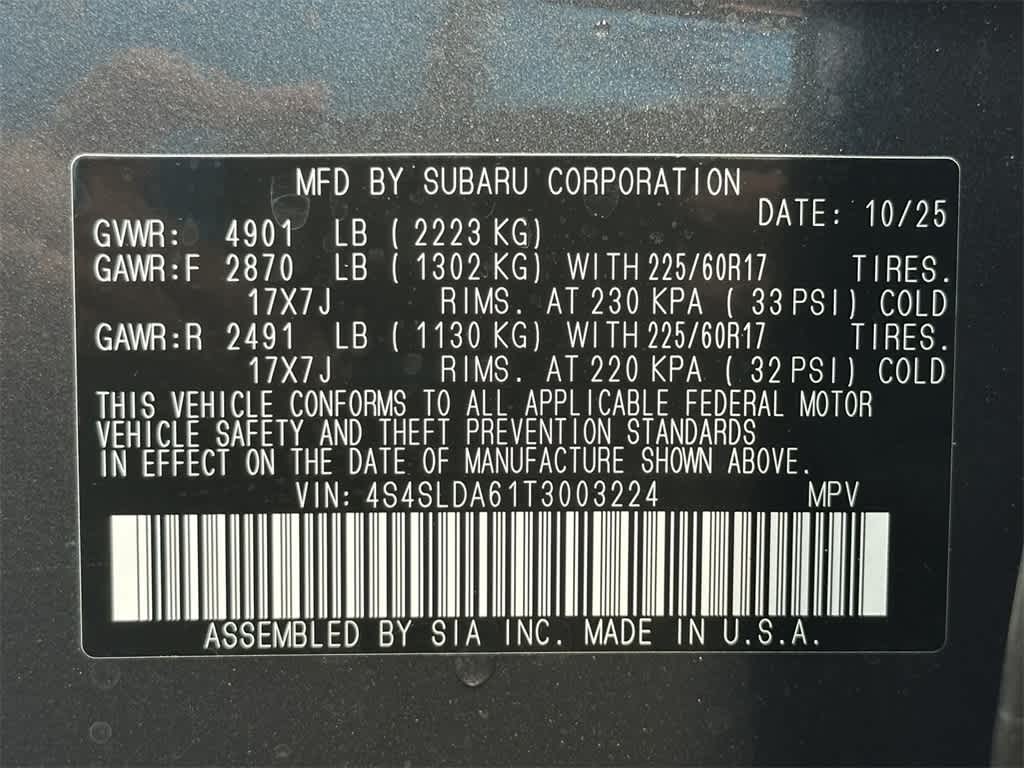 MFD BY SUBARU CORPORATION
DATE: 10/25
GVWR: 4901 LB ( 2223 KG)
GAWR:F 2870 LB ( 1302 KG) WITH 225/60R17 TIRES.
17X7J RIMS. AT 230 KPA ( 33 PSI) COLD
GAWR:R 2491 LB ( 1130 KG) WITH 225/60R17 TIRES.
17X7J RIMS. AT 220 KPA ( 32 PSI) COLD
THIS VEHICLE CONFORMS TO ALL APPLICABLE FEDERAL MOTOR
VEHICLE SAFETY AND THEFT PREVENTION STANDARDS
IN EFFECT ON THE DATE OF MANUFACTURE SHOWN ABOVE.
VIN: 4S4SLDA61T3003224 MPV
ASSEMBLED BY SIA INC. MADE IN U.S.A.